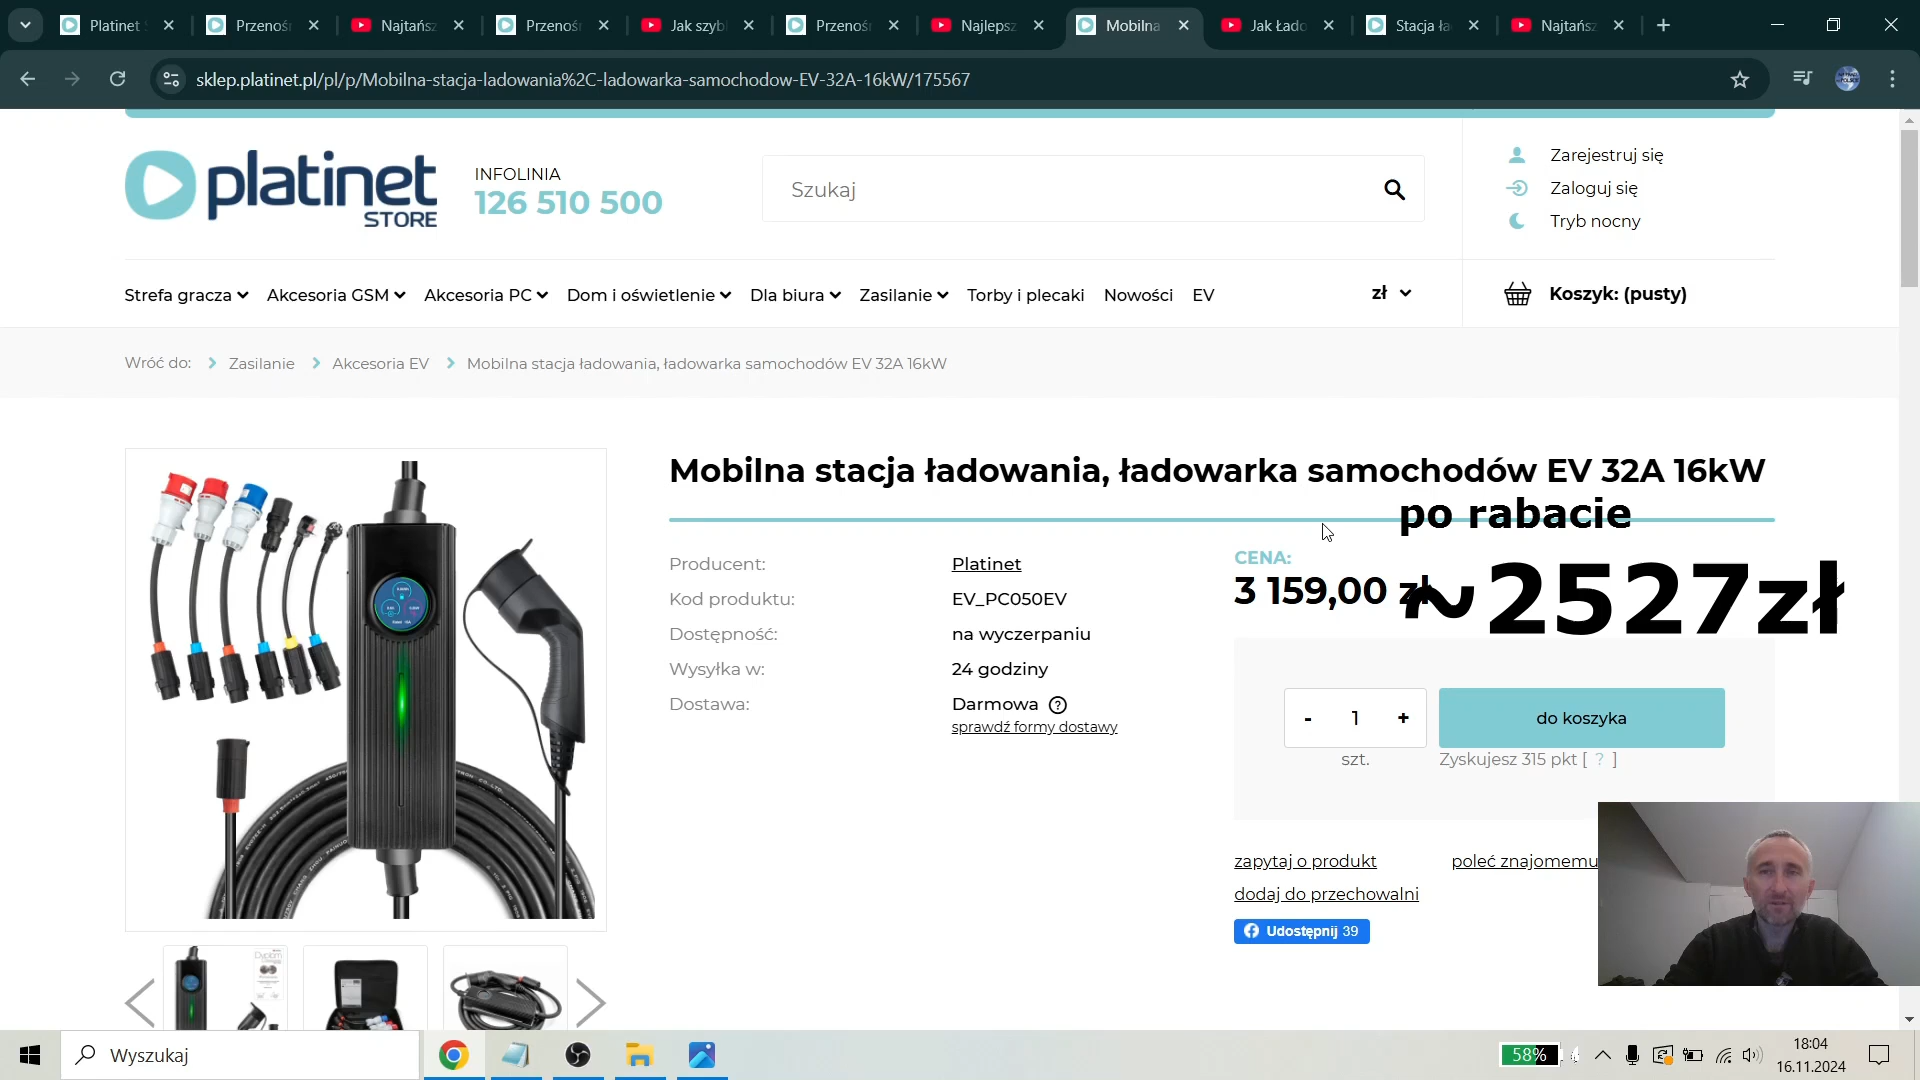 Platinet
Przenoś
Najtańsz
Przenoś
Jak szyb
Przenoś
Najlepsz
Mobilna
Jak Łado
Stacja ła
Najtańsz
sklep.platinet.pl/pl/p/Mobilna-stacja-ladowania%2C-ladowarka-samochodow-EV-32A-16kW/175567
platinet
STORE
INFOLINIA
126 510 500
Szukaj
Zarejestruj się
Zaloguj się
Tryb nocny
Strefa gracza Akcesoria GSM Akcesoria PC Dom i oświetlenie Dla biura Zasilanie Torby i plecaki Nowości EV
zł
Koszyk: (pusty)
Wróć do: Zasilanie Akcesoria EV Mobilna stacja ładowania, ładowarka samochodów EV 32A 16kW
Mobilna stacja ładowania, ładowarka samochodów EV 32A 16kW
po rabacie
Producent: Platinet
Kod produktu: EV_PC050EV
Dostępność: na wyczerpaniu
Wysyłka w: 24 godziny
Dostawa: Darmowa ?
sprawdź formy dostawy
CENA:
3 159,00 zł
~2527zł
- 1 +
szt.
do koszyka
Zyskujesz 315 pkt [ ? ]
zapytaj o produkt
poleć znajomemu
dodaj do przechowalni
Udostępnij 39
Wyszukaj
58%
18:04
16.11.2024